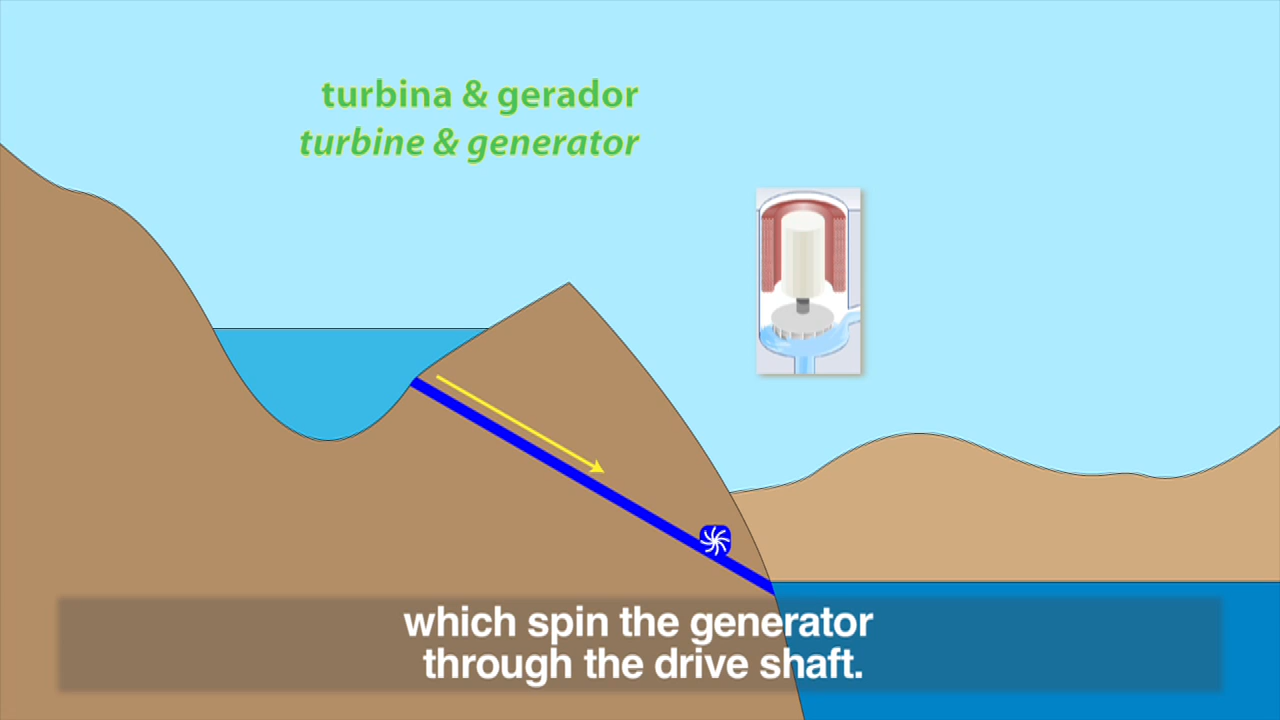 turbina & gerador
turbine & generator
which spin the generator
through the drive shaft.